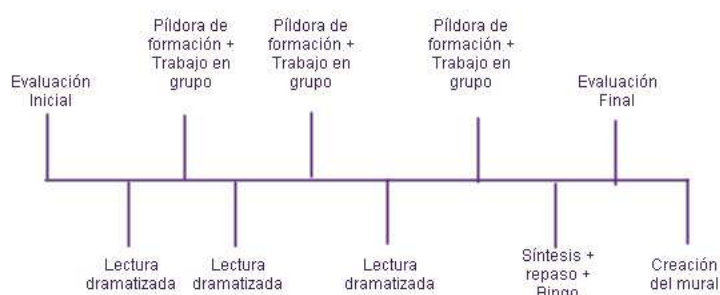 Evaluación
Inicial
Píldora de
formación +
Trabajo en
grupo
Píldora de
formación +
Trabajo en
grupo
Píldora de
formación +
Trabajo en
grupo
Evaluación
Final
Lectura
dramatizada
Lectura
dramatizada
Lectura
dramatizada
Síntesis +
repaso +
Bingo
Creación
del mural